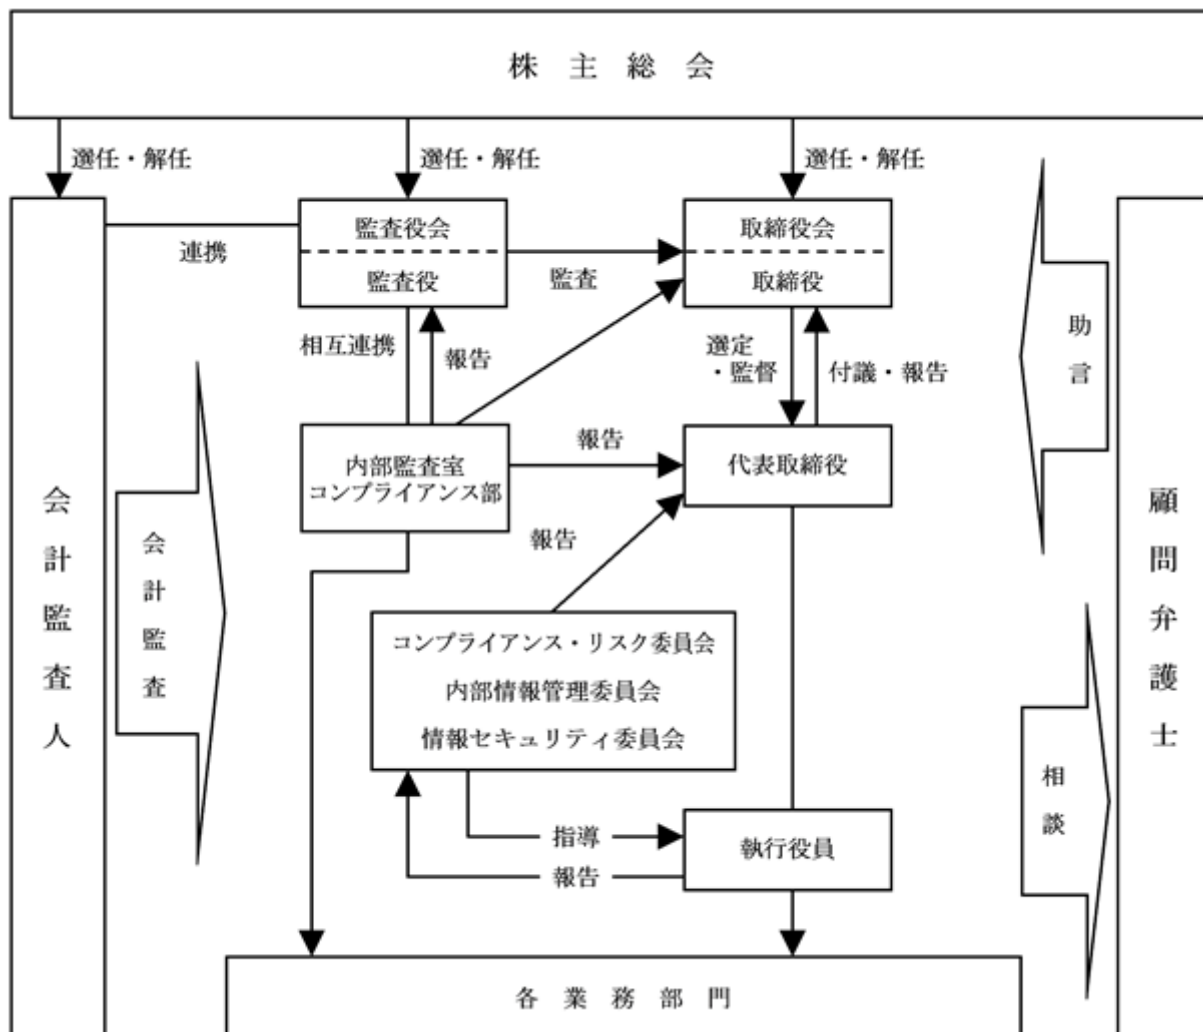 株主総会
選任・解任
選任・解任
選任・解任
監査役会
監査役
取締役会
取締役
連携
監査
相互連携
報告
選定
・監督
付議・報告
助言
内部監査室
コンプライアンス部
報告
代表取締役
報告
会計監査人
会計監査
顧問弁護士
コンプライアンス・リスク委員会
内部情報管理委員会
情報セキュリティ委員会
相談
指導
報告
執行役員
各業務部門